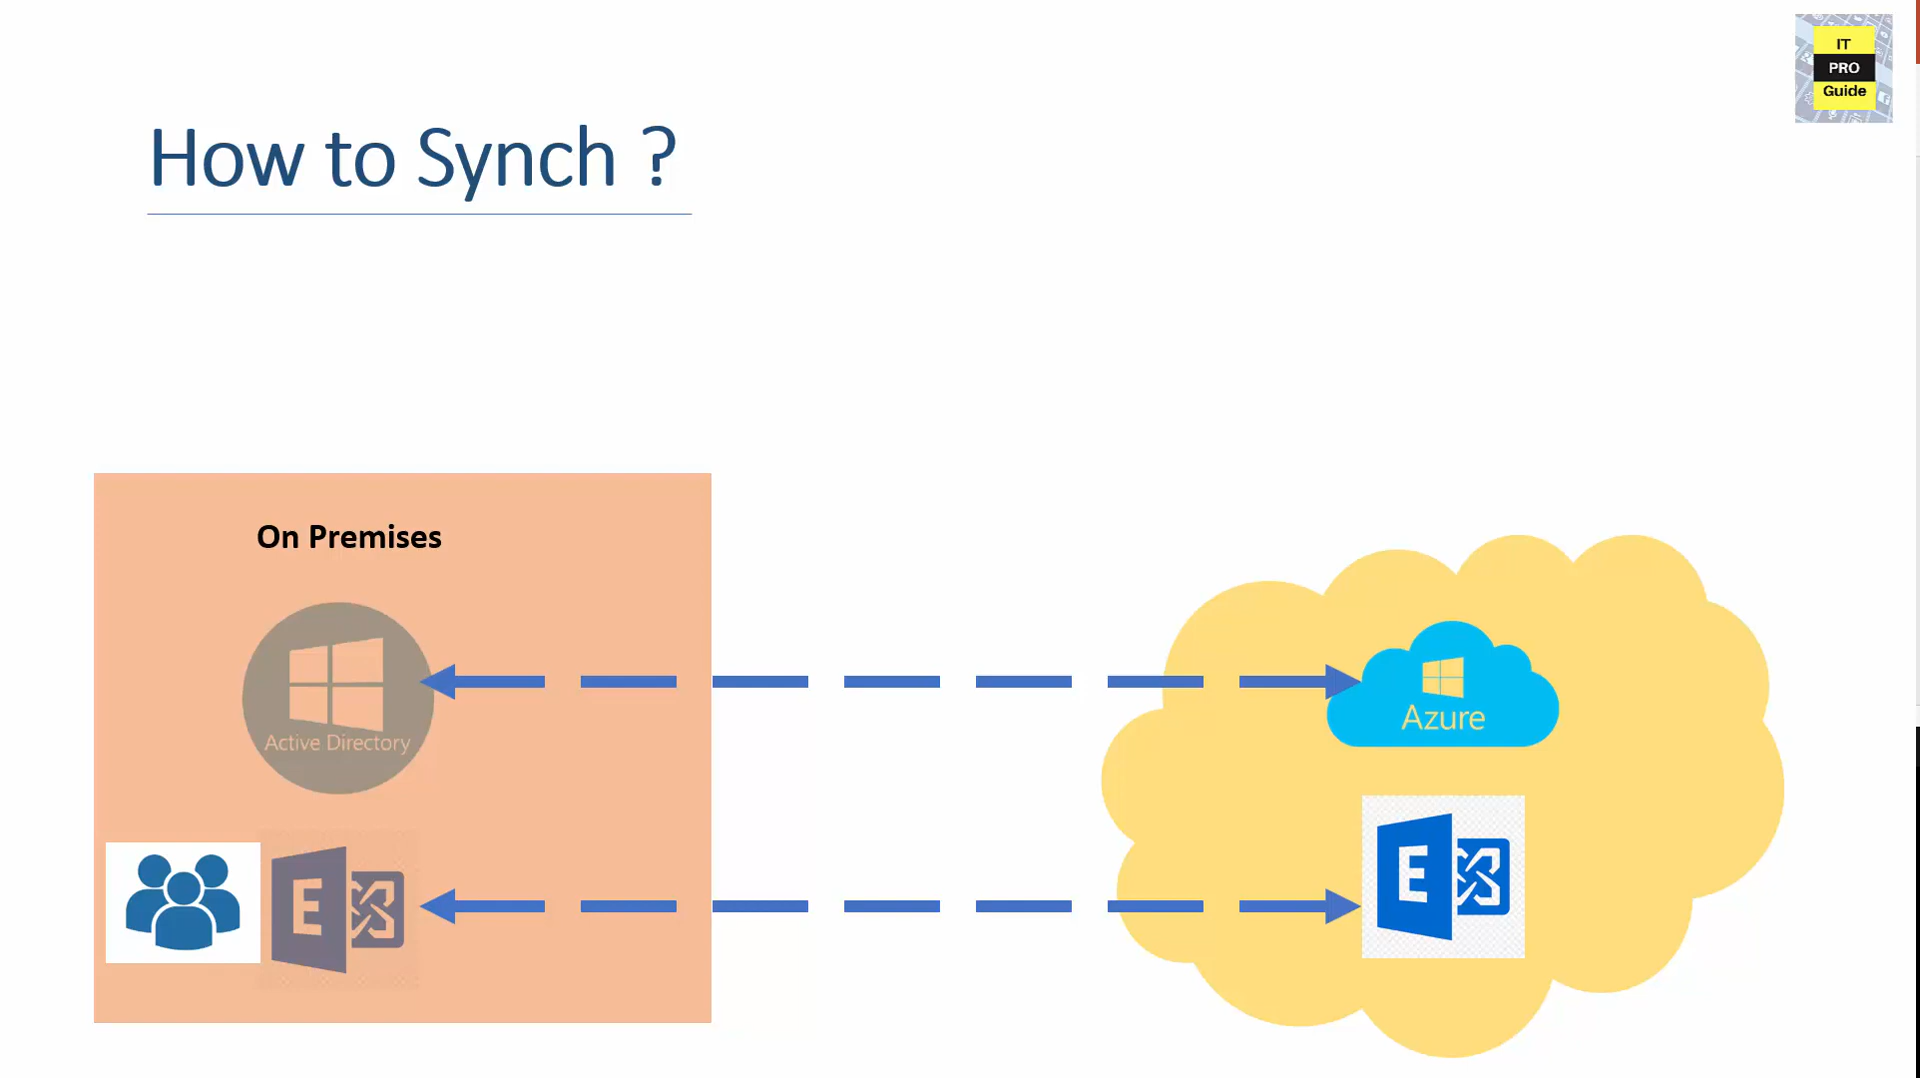 IT
PRO
Guide
How to Synch ?
On Premises
Active Directory
Azure
E
E